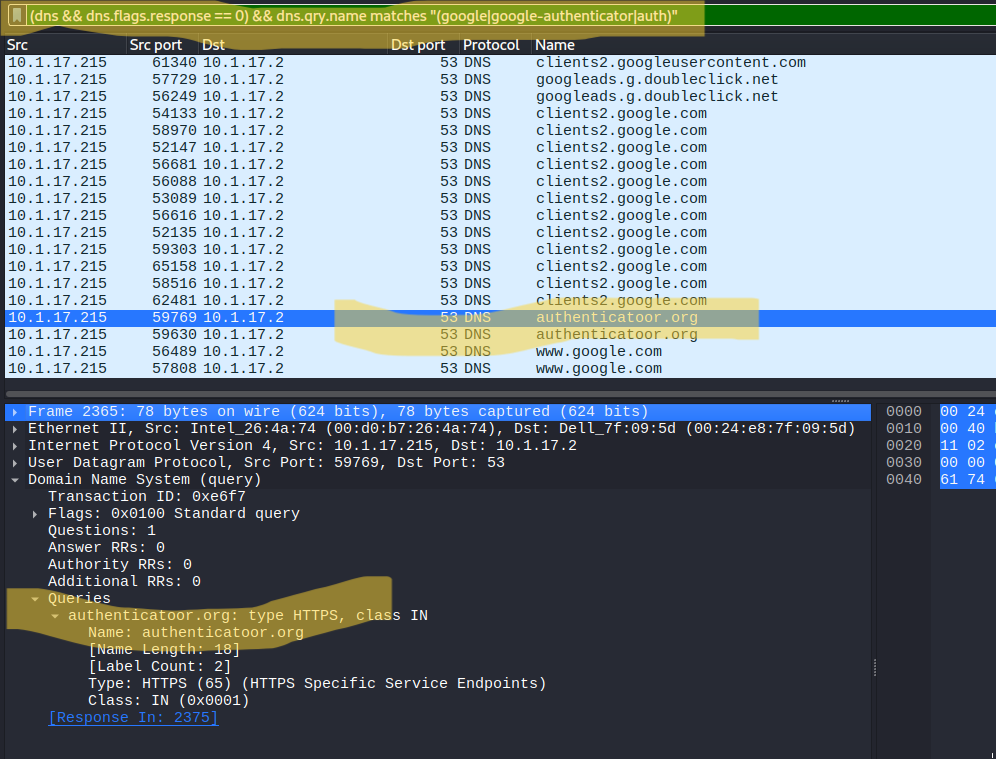 (dns && dns.flags.response == 0) && dns.qry.name matches "(google|google-authenticator|auth)"
Src Src port Dst Dst port Protocol Name
10.1.17.215 61340 10.1.17.2 53 DNS clients2.googleusercontent.com
10.1.17.215 57729 10.1.17.2 53 DNS googleads.g.doubleclick.net
10.1.17.215 56249 10.1.17.2 53 DNS googleads.g.doubleclick.net
10.1.17.215 54133 10.1.17.2 53 DNS clients2.google.com
10.1.17.215 58970 10.1.17.2 53 DNS clients2.google.com
10.1.17.215 52147 10.1.17.2 53 DNS clients2.google.com
10.1.17.215 56681 10.1.17.2 53 DNS clients2.google.com
10.1.17.215 56088 10.1.17.2 53 DNS clients2.google.com
10.1.17.215 53089 10.1.17.2 53 DNS clients2.google.com
10.1.17.215 56616 10.1.17.2 53 DNS clients2.google.com
10.1.17.215 52135 10.1.17.2 53 DNS clients2.google.com
10.1.17.215 59303 10.1.17.2 53 DNS clients2.google.com
10.1.17.215 65158 10.1.17.2 53 DNS clients2.google.com
10.1.17.215 58516 10.1.17.2 53 DNS clients2.google.com
10.1.17.215 62481 10.1.17.2 53 DNS clients2.google.com
10.1.17.215 59769 10.1.17.2 53 DNS authenticatoor.org
10.1.17.215 59630 10.1.17.2 53 DNS authenticatoor.org
10.1.17.215 56489 10.1.17.2 53 DNS www.google.com
10.1.17.215 57808 10.1.17.2 53 DNS www.google.com
Frame 2365: 78 bytes on wire (624 bits), 78 bytes captured (624 bits)
Ethernet II, Src: Intel_26:4a:74 (00:d0:b7:26:4a:74), Dst: Dell_7f:09:5d (00:24:e8:7f:09:5d)
Internet Protocol Version 4, Src: 10.1.17.215, Dst: 10.1.17.2
User Datagram Protocol, Src Port: 59769, Dst Port: 53
Domain Name System (query)
Transaction ID: 0xe6f7
Flags: 0x0100 Standard query
Questions: 1
Answer RRs: 0
Authority RRs: 0
Additional RRs: 0
Queries
authenticatoor.org: type HTTPS, class IN
Name: authenticatoor.org
[Name Length: 18]
[Label Count: 2]
Type: HTTPS (65) (HTTPS Specific Service Endpoints)
Class: IN (0x0001)
[Response In: 2375]
0000 00 24
0010 00 40
0020 11 02
0030 00 00
0040 61 74